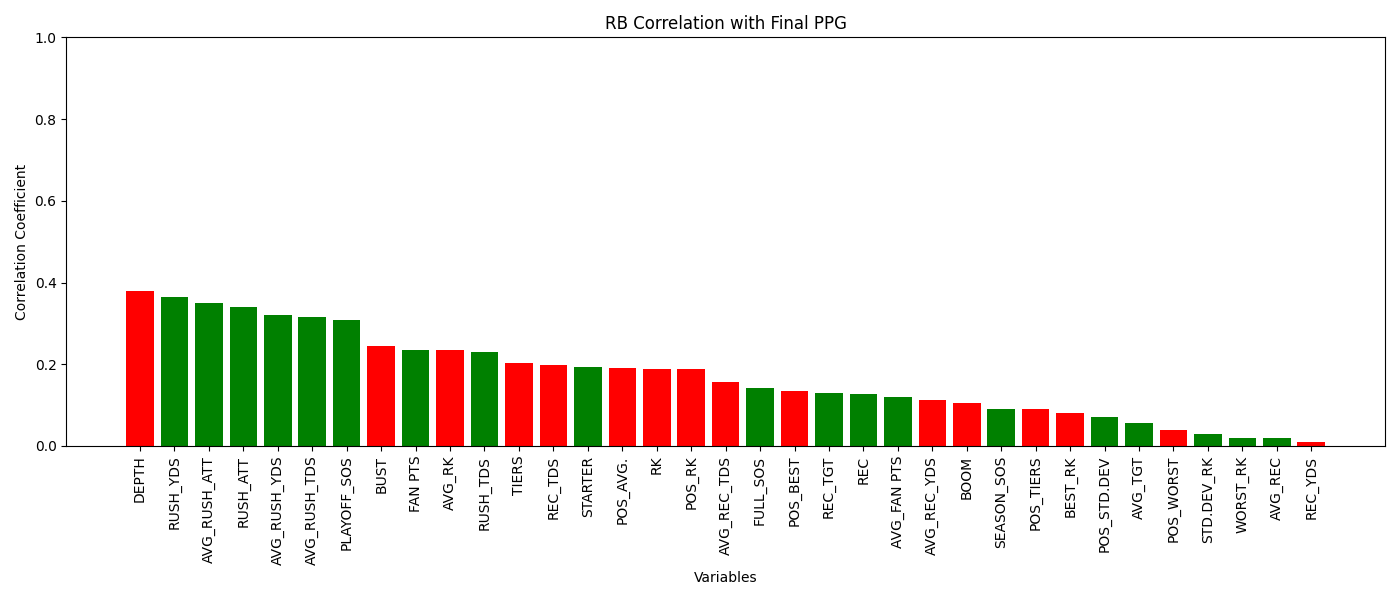 RB Correlation with Final PPG
1.0
0.8
0.6
0.4
0.2
0.0
Correlation Coefficient
DEPTH
RUSH_YDS
AVG_RUSH_ATT
RUSH_ATT
AVG_RUSH_YDS
AVG_RUSH_TDS
PLAYOFF_SOS
BUST
FAN PTS
AVG_RK
RUSH_TDS
TIERS
REC_TDS
STARTER
POS_AVG.
RK
POS_RK
AVG_REC_TDS
FULL_SOS
POS_BEST
REC_TGT
REC
AVG_FAN PTS
AVG_REC_YDS
BOOM
SEASON_SOS
POS_TIERS
BEST_RK
POS_STD.DEV
AVG_TGT
POS_WORST
STD.DEV_RK
WORST_RK
AVG_REC
REC_YDS
Variables